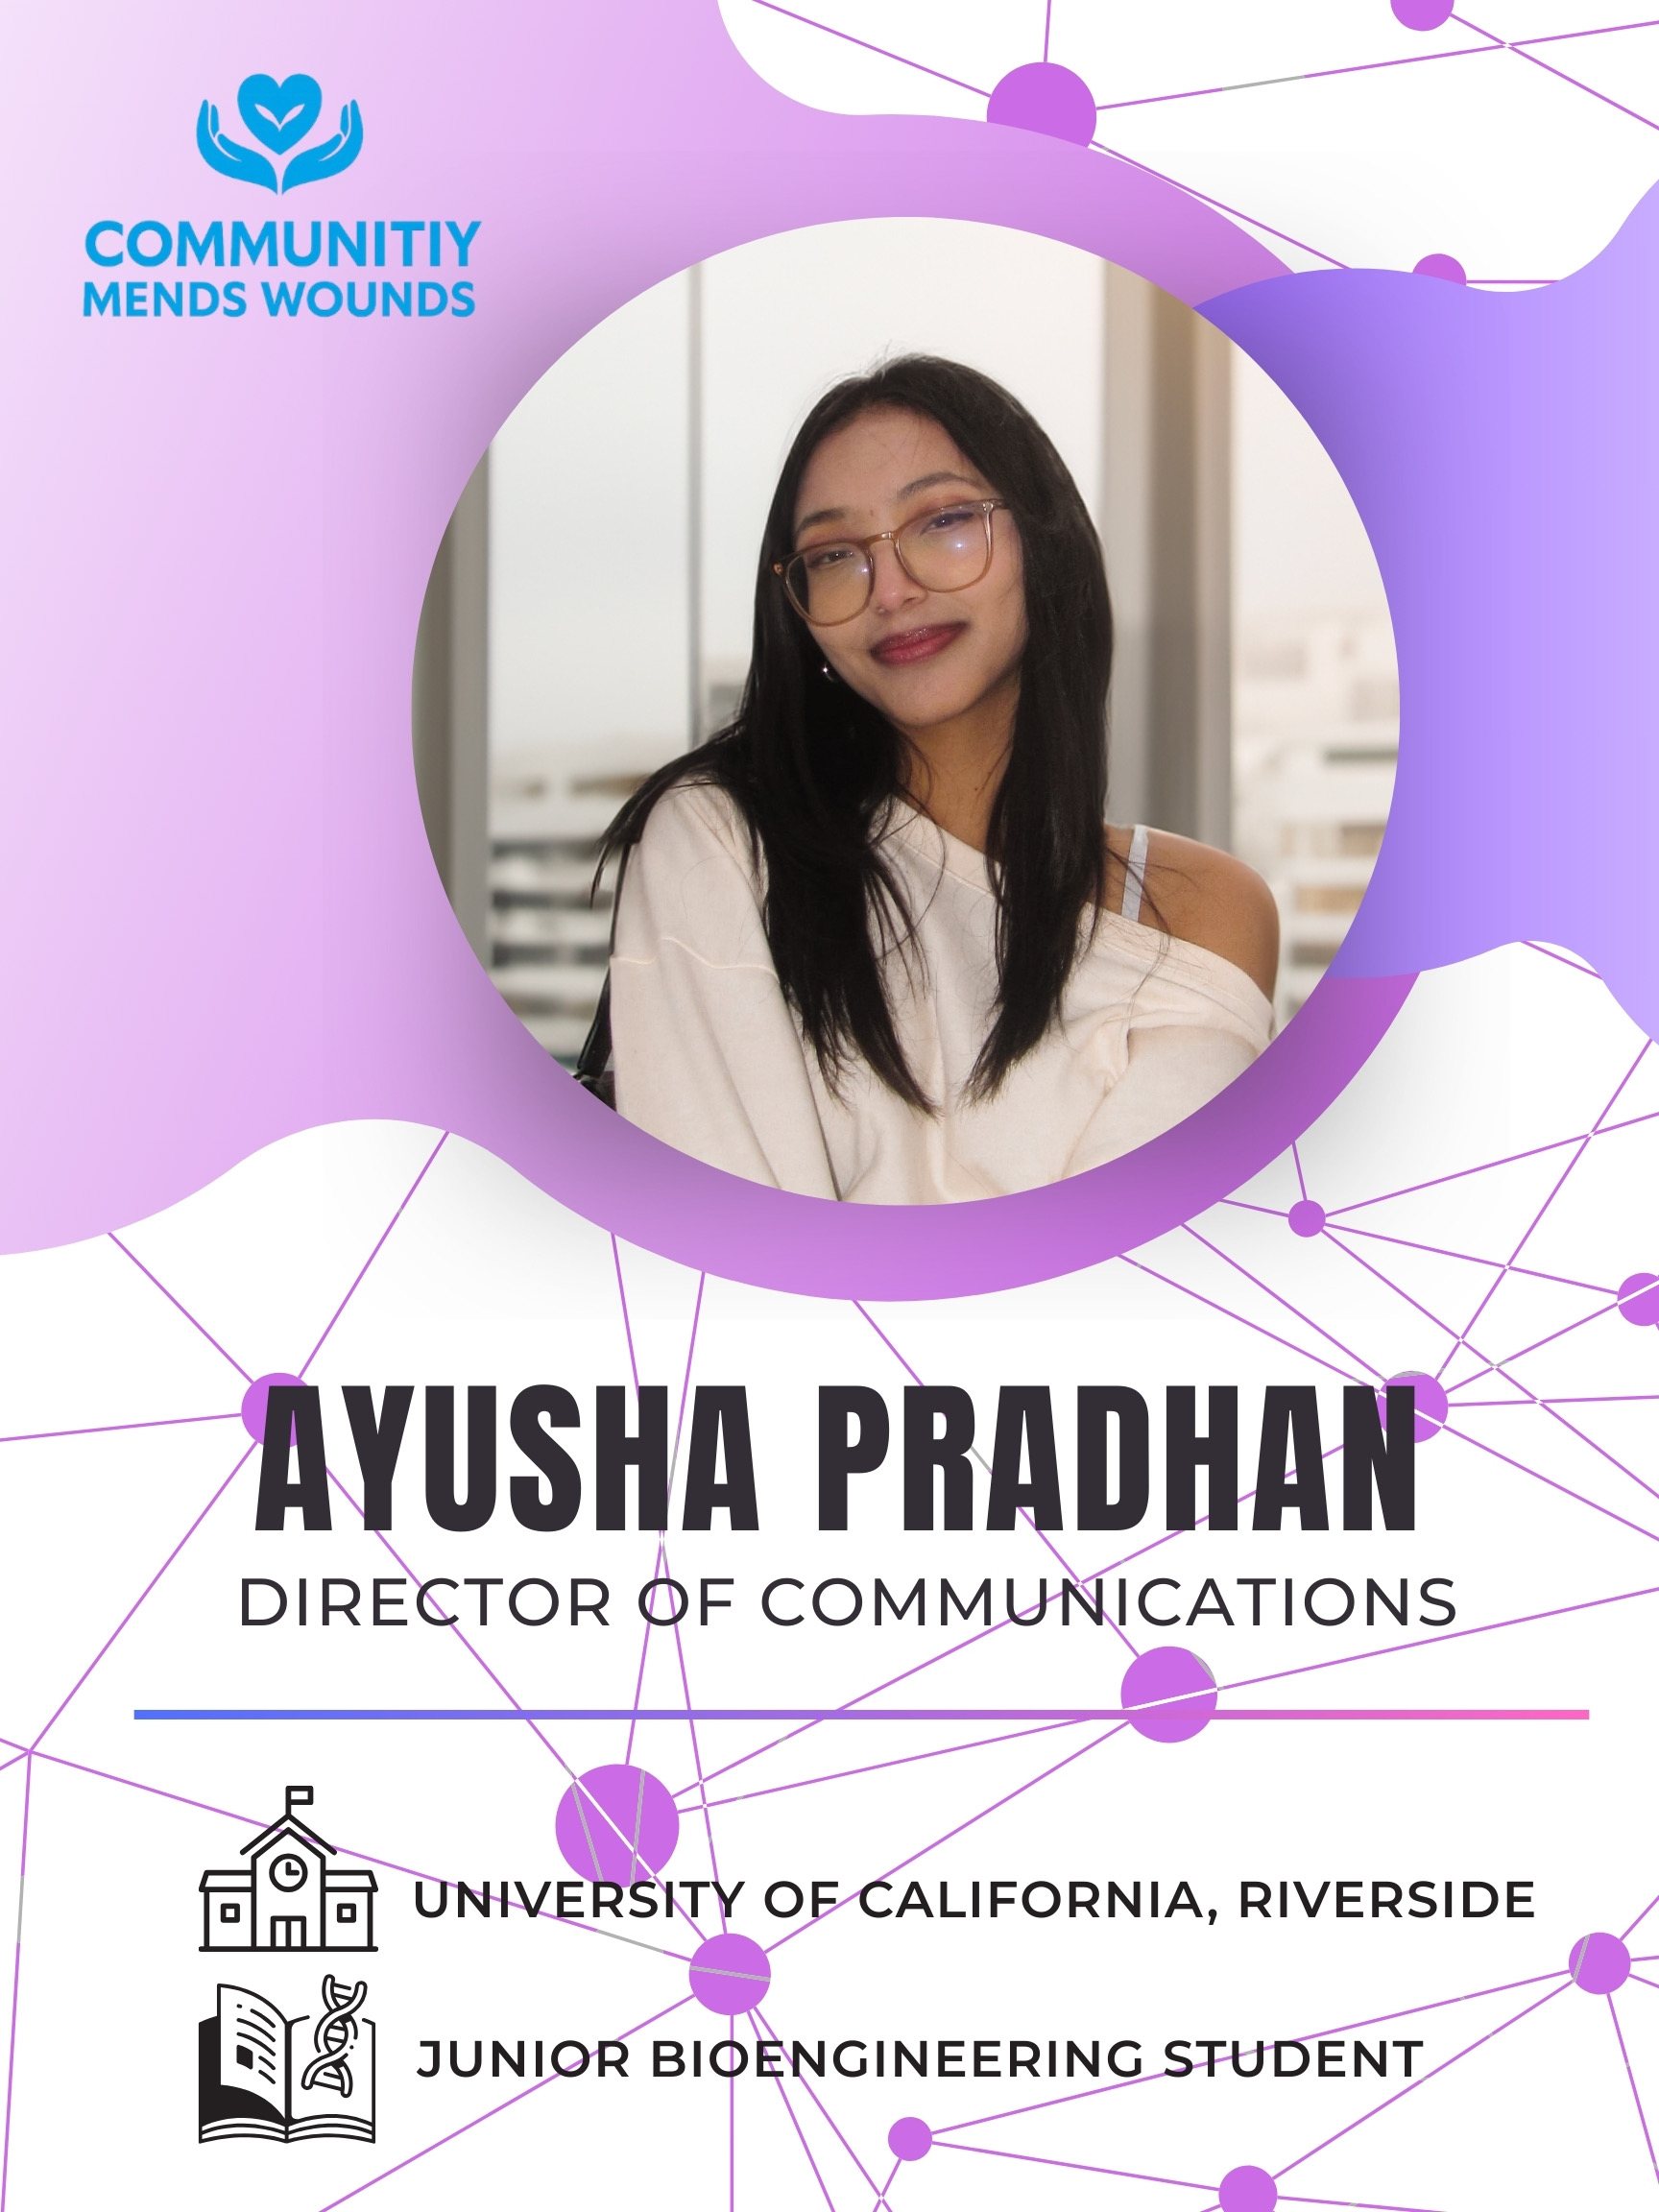 COMMUNITIY
MENDS WOUNDS
AYUSHA PRADHAN
DIRECTOR OF COMMUNICATIONS
UNIVERSITY OF CALIFORNIA, RIVERSIDE
JUNIOR BIOENGINEERING STUDENT